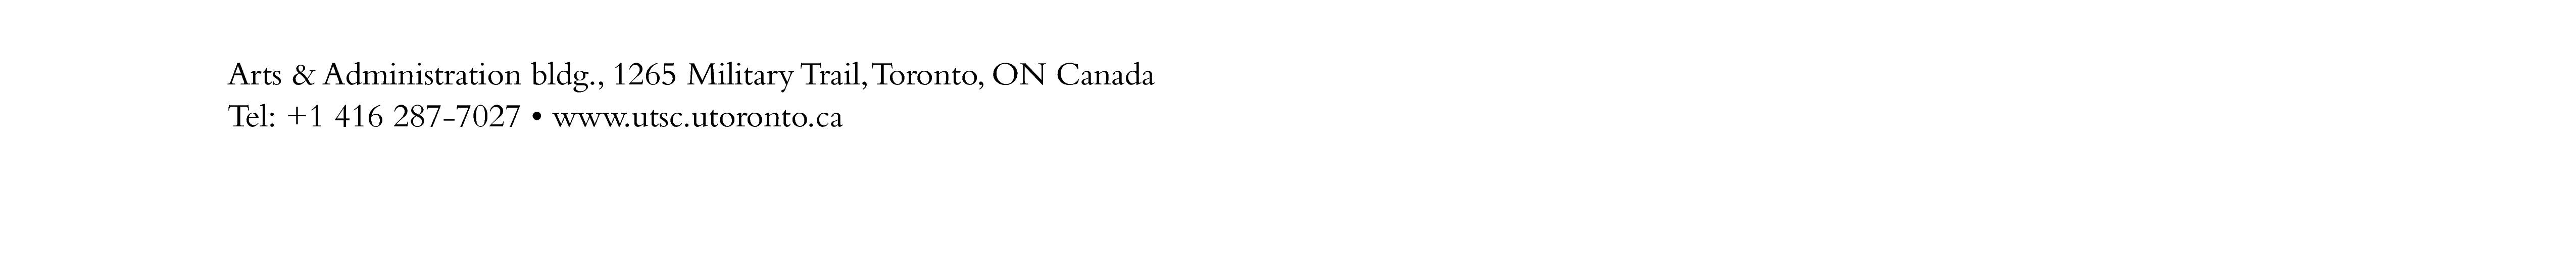 Arts & Administration bldg., 1265 Military Trail, Toronto, ON Canada
Tel: +1 416 287-7027 • www.utsc.utoronto.ca